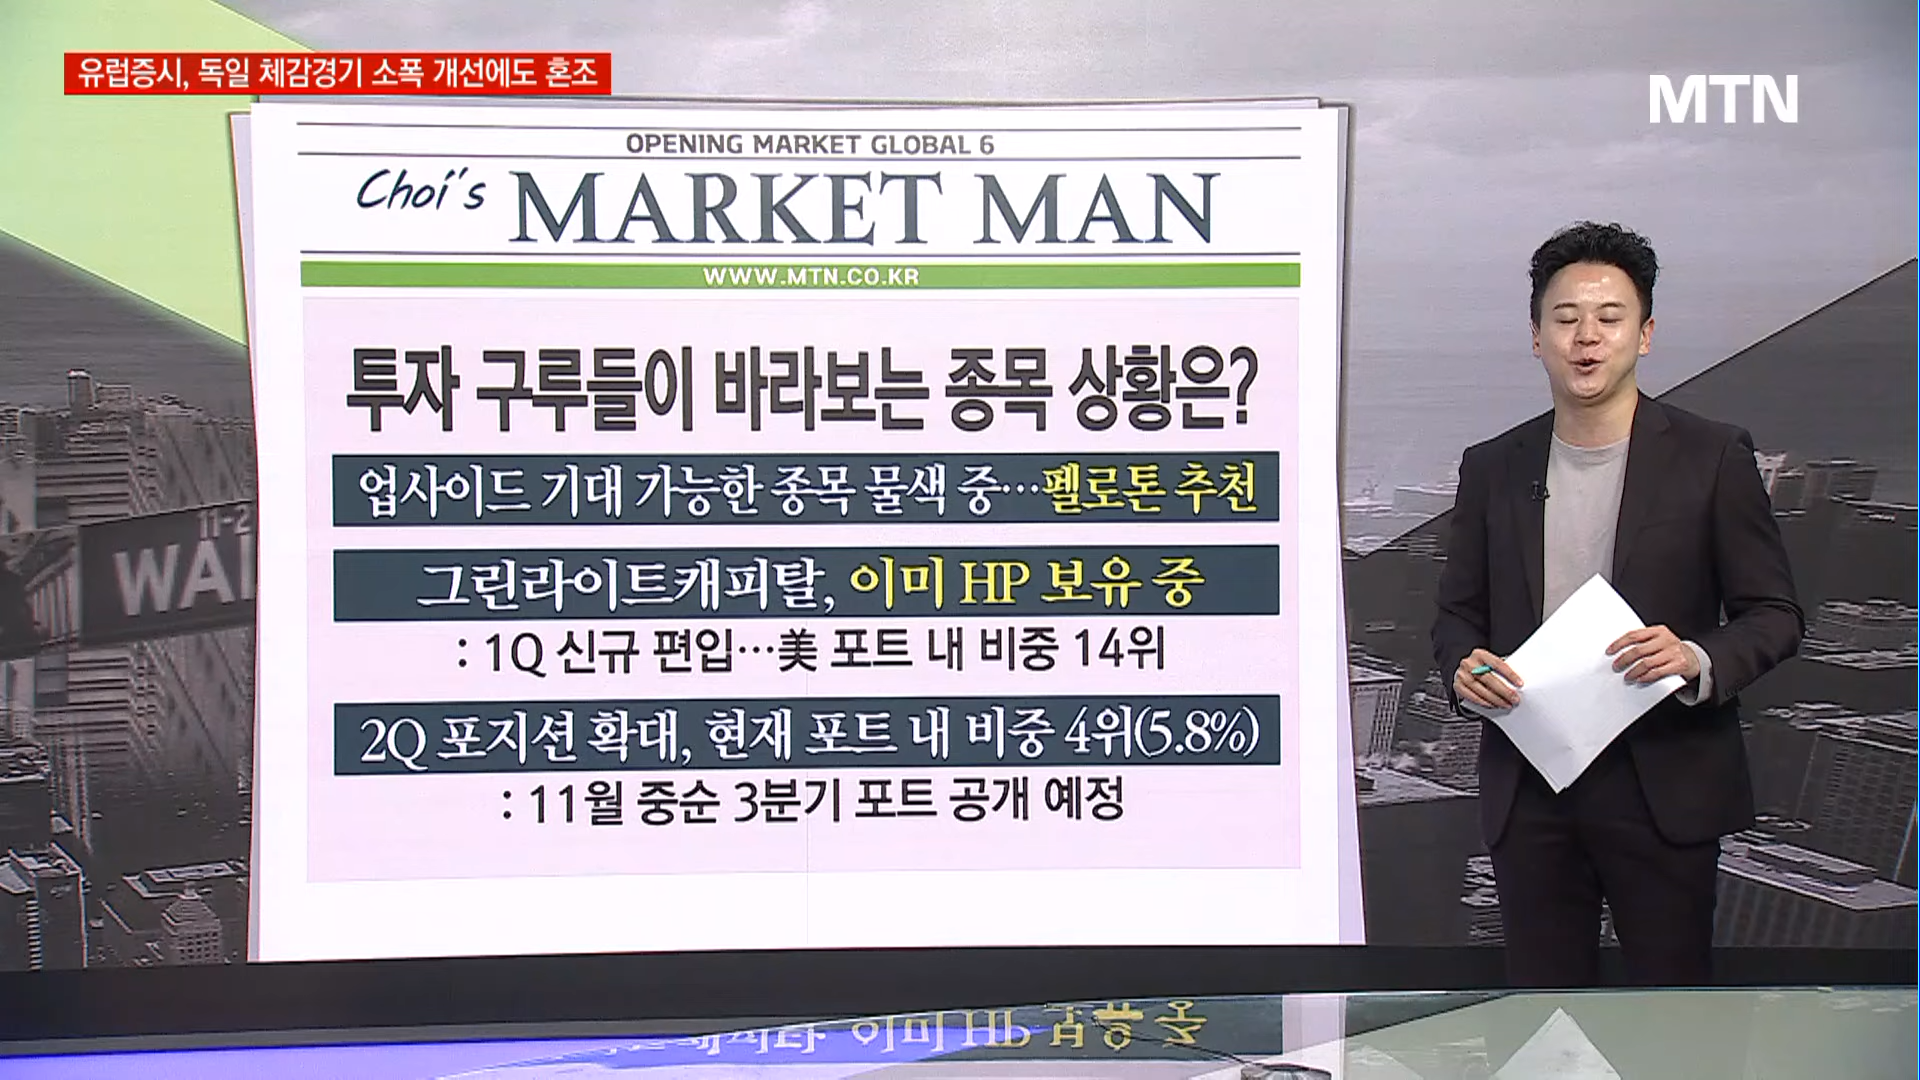 유럽증시, 독일 체감경기 소폭 개선에도 혼조
MTN
OPENING MARKET GLOBAL 6
Choi's MARKET MAN
WWW.MTN.CO.KR
투자 구루들이 바라보는 종목 상황은?
업사이드 기대 가능한 종목 물색 중…펠로톤 추천
그린라이트캐피탈, 이미 HP 보유 중
: 1Q 신규 편입…美 포트 내 비중 14위
2Q 포지션 확대, 현재 포트 내 비중 4위(5.8%)
: 11월 중순 3분기 포트 공개 예정
11-2
WAL